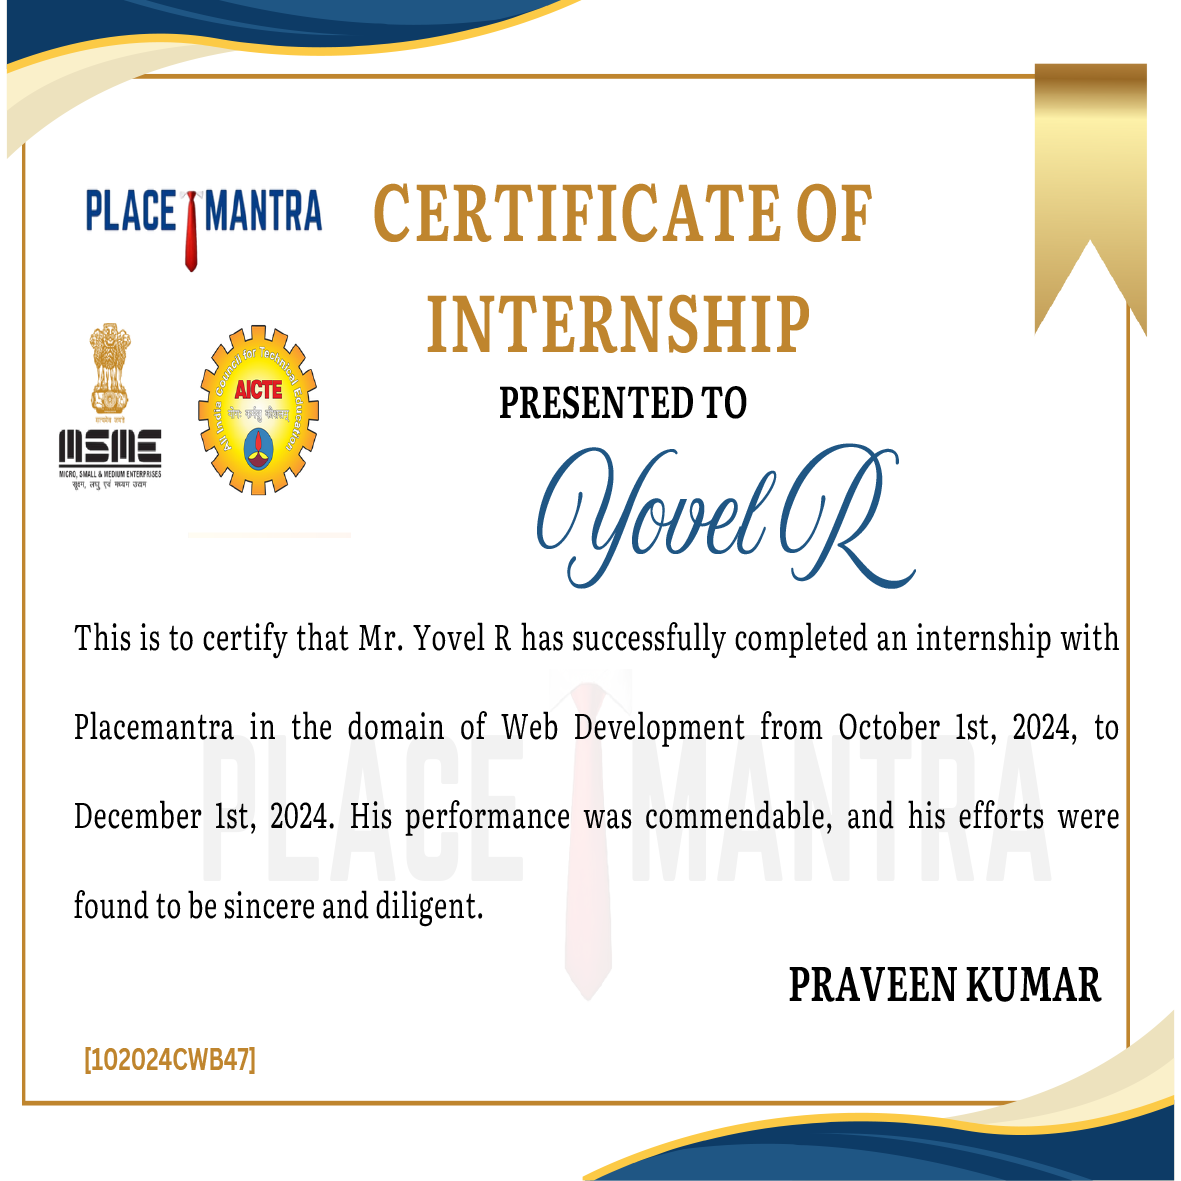 PLACE MANTRA
CERTIFICATE OF
INTERNSHIP
PRESENTED TO
Yovel R
सत्यमेव जयते
MSME
MICRO, SMALL & MEDIUM ENTERPRISES
सूक्ष्म, लघु एवं मध्यम उद्यम
All India Council for Technical Education
AICTE
योगः कर्मसु कौशलम्
This is to certify that Mr. Yovel R has successfully completed an internship with
Placemantra in the domain of Web Development from October 1st, 2024, to
December 1st, 2024. His performance was commendable, and his efforts were
found to be sincere and diligent.
PLACE MANTRA
PRAVEEN KUMAR
[102024CWB47]